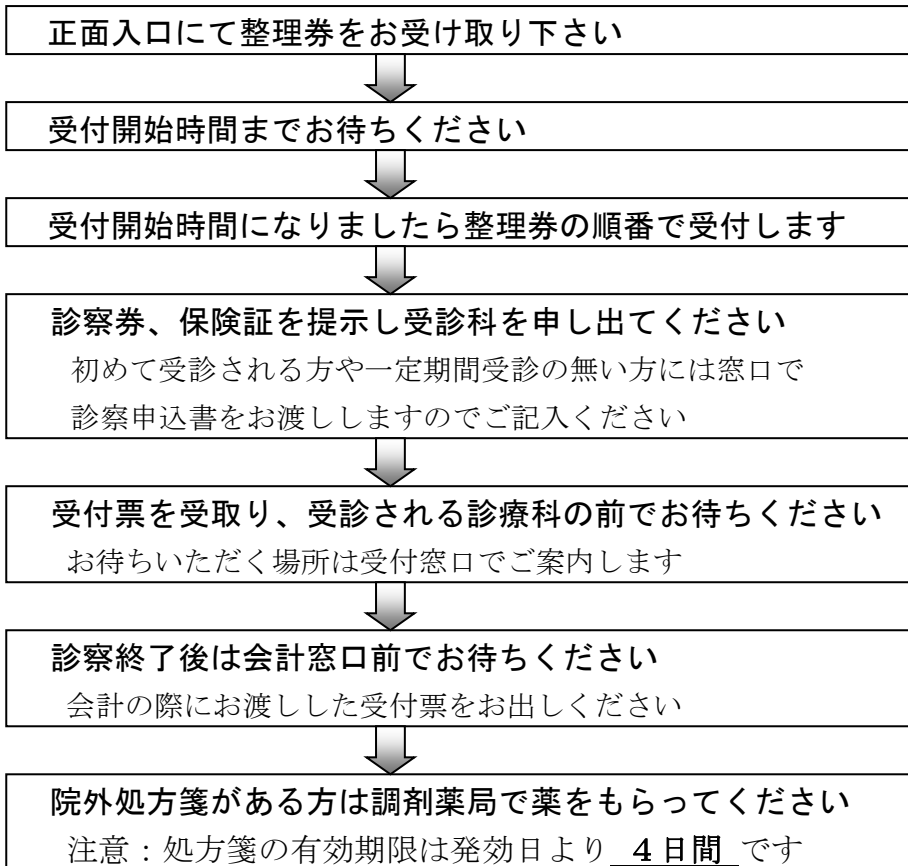 正面入口にて整理券をお受け取り下さい
受付開始時間までお待ちください
受付開始時間になりましたら整理券の順番で受付します
診察券、保険証を提示し受診科を申し出てください
初めて受診される方や一定期間受診の無い方には窓口で
診察申込書をお渡ししますのでご記入ください
受付票を受取り、受診される診療科の前でお待ちください
お待ちいただく場所は受付窓口でご案内します
診察終了後は会計窓口前でお待ちください
会計の際にお渡しした受付票をお出しください
院外処方箋がある方は調剤薬局で薬をもらってください
注意：処方箋の有効期限は発効日より ４日間 です